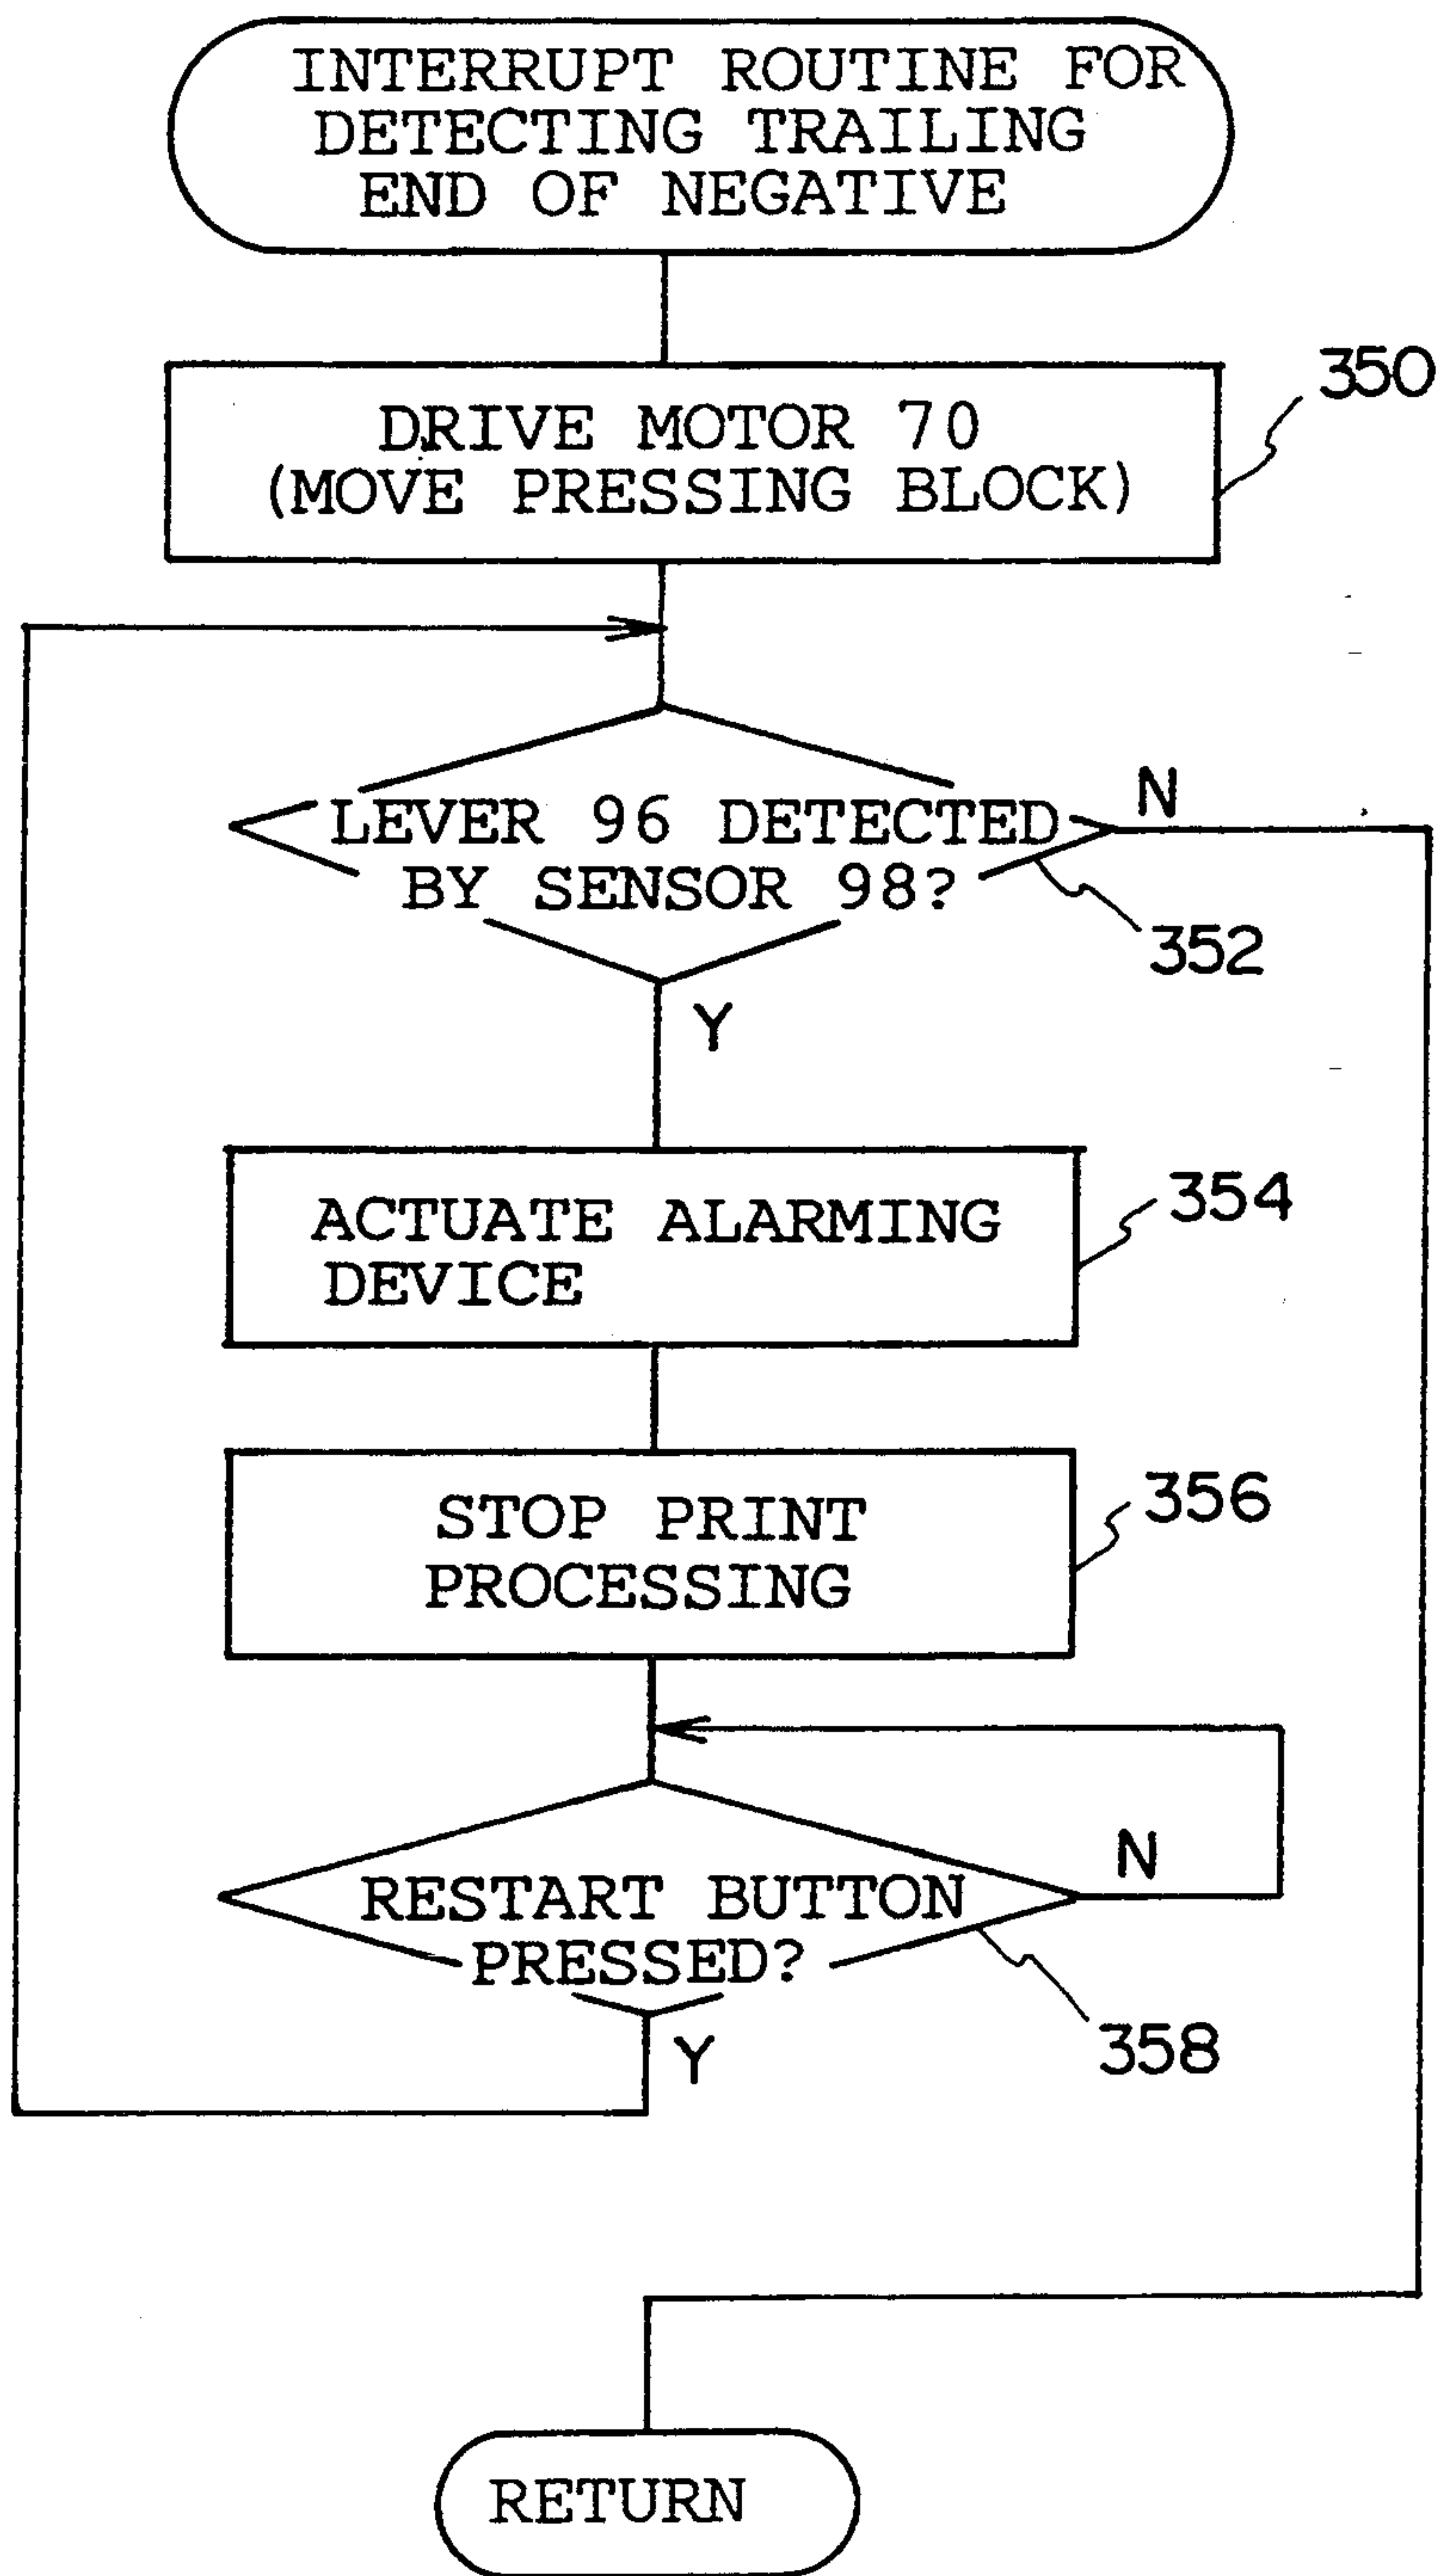 INTERRUPT ROUTINE FOR
DETECTING TRAILING
END OF NEGATIVE
350
DRIVE MOTOR 70
(MOVE PRESSING BLOCK)
N
LEVER 96 DETECTED
BY SENSOR 98?
352
Y
354
ACTUATE ALARMING
DEVICE
356
STOP PRINT
PROCESSING
N
RESTART BUTTON
PRESSED?
358
Y
RETURN